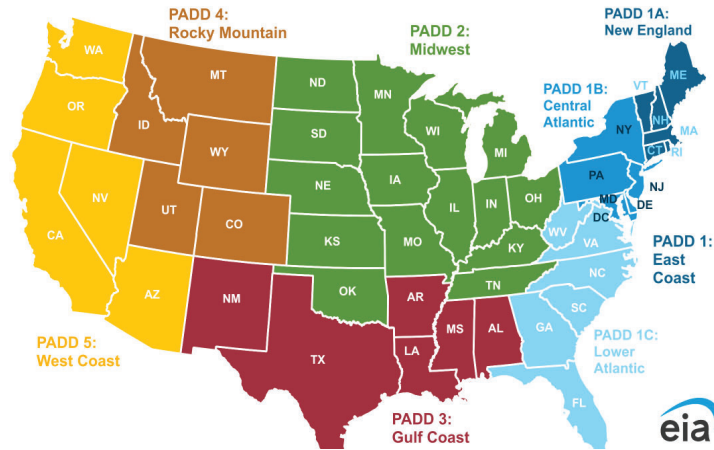 PADD 4:
Rocky Mountain
PADD 2:
Midwest
PADD 1A:
New England
PADD 1B:
Central
Atlantic
PADD 1:
East
Coast
PADD 1C:
Lower
Atlantic
PADD 5:
West Coast
PADD 3:
Gulf Coast
WA
OR
CA
NV
AZ
MT
ID
WY
UT
CO
ND
SD
NE
KS
OK
MN
IA
MO
WI
IL
MI
IN
OH
KY
TN
NM
TX
AR
LA
MS
AL
VT
ME
NH
MA
CT
RI
NY
PA
NJ
MD
DE
DC
WV
VA
NC
SC
GA
FL
eia